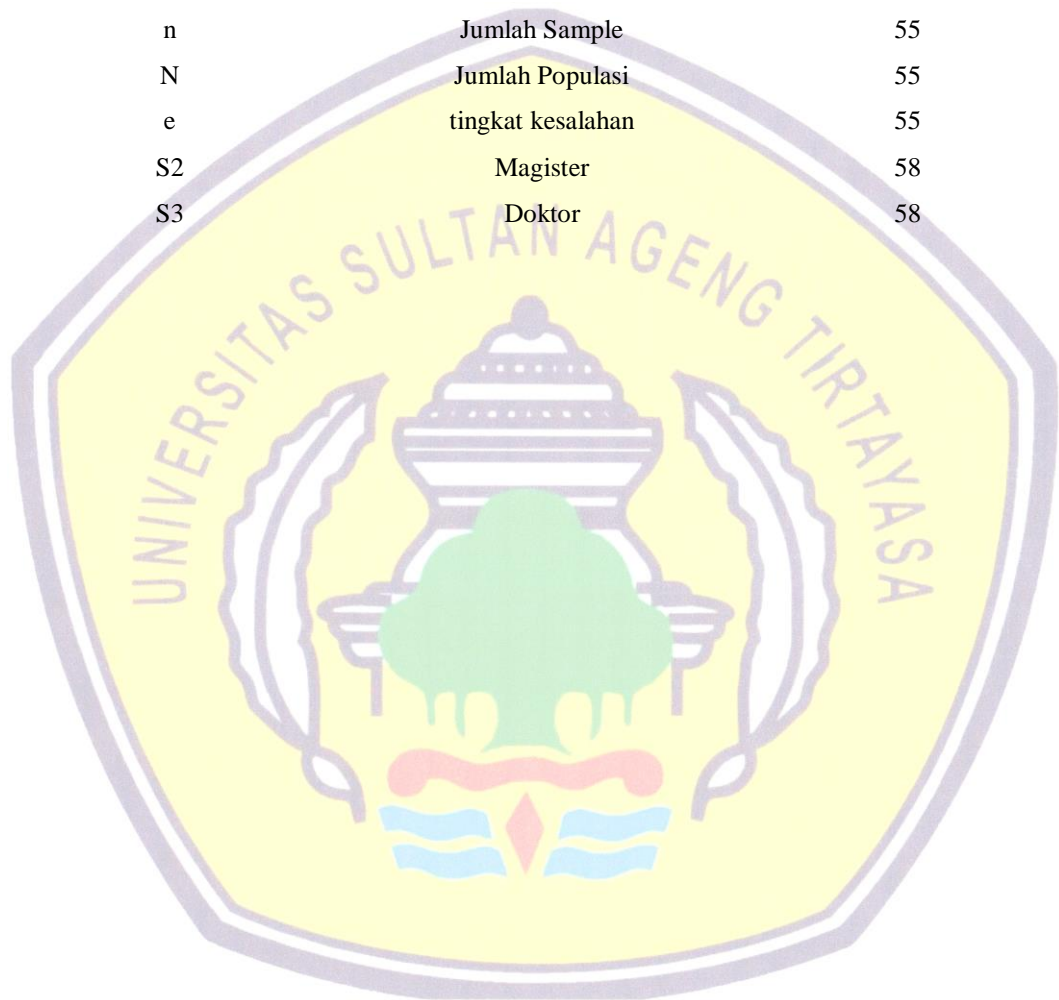 n Jumlah Sample 55
N Jumlah Populasi 55
e tingkat kesalahan 55
S2 Magister 58
S3 Doktor 58
UNIVERSITAS SULTAN AGENG TIRTAYASA